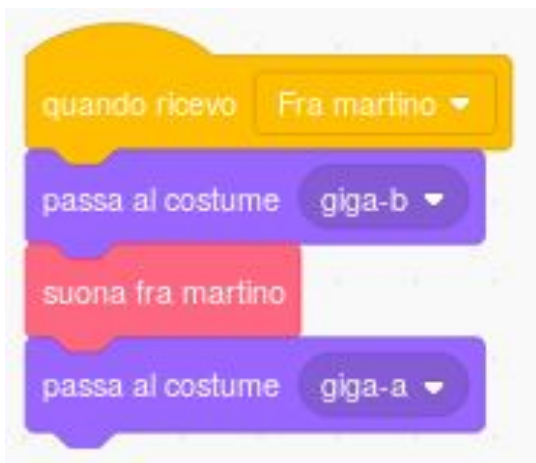 quando ricevo Fra martino
passa al costume giga-b
suona fra martino
passa al costume giga-a